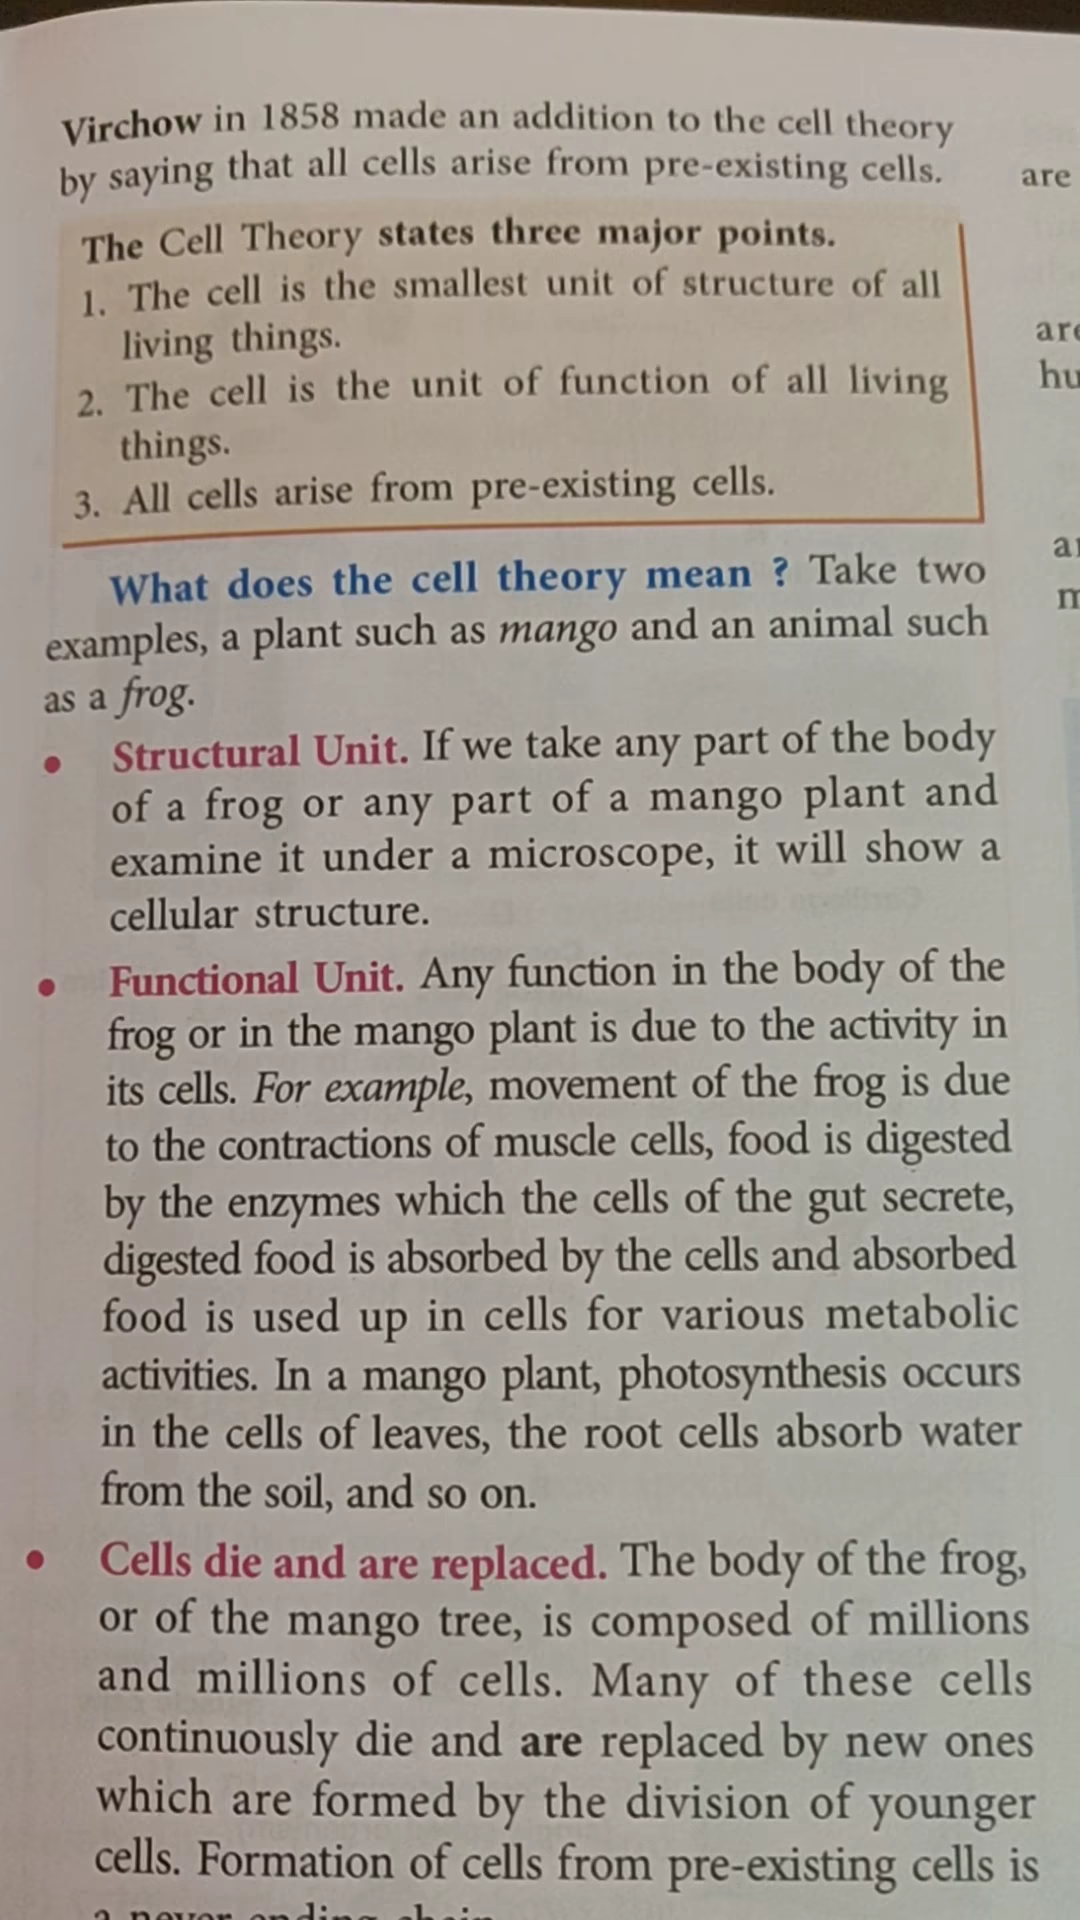 Virchow in 1858 made an addition to the cell theory
by saying that all cells arise from pre-existing cells.
The Cell Theory states three major points.
1. The cell is the smallest unit of structure of all
living things.
2. The cell is the unit of function of all living
things.
3. All cells arise from pre-existing cells.
What does the cell theory mean ? Take two
examples, a plant such as mango and an animal such
as a frog.
• Structural Unit. If we take any part of the body
of a frog or any part of a mango plant and
examine it under a microscope, it will show a
cellular structure.
• Functional Unit. Any function in the body of the
frog or in the mango plant is due to the activity in
its cells. For example, movement of the frog is due
to the contractions of muscle cells, food is digested
by the enzymes which the cells of the gut secrete,
digested food is absorbed by the cells and absorbed
food is used up in cells for various metabolic
activities. In a mango plant, photosynthesis occurs
in the cells of leaves, the root cells absorb water
from the soil, and so on.
• Cells die and are replaced. The body of the frog,
or of the mango tree, is composed of millions
and millions of cells. Many of these cells
continuously die and are replaced by new ones
which are formed by the division of younger
cells. Formation of cells from pre-existing cells is
a never ending chain
are